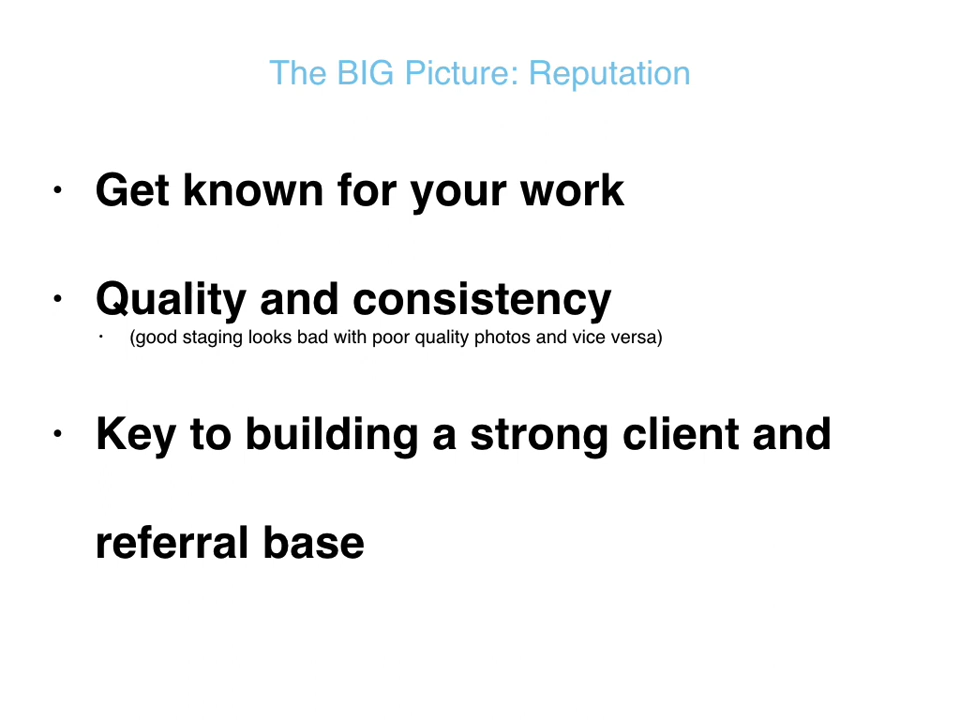 The BIG Picture: Reputation
• Get known for your work
• Quality and consistency
• (good staging looks bad with poor quality photos and vice versa)
• Key to building a strong client and
referral base